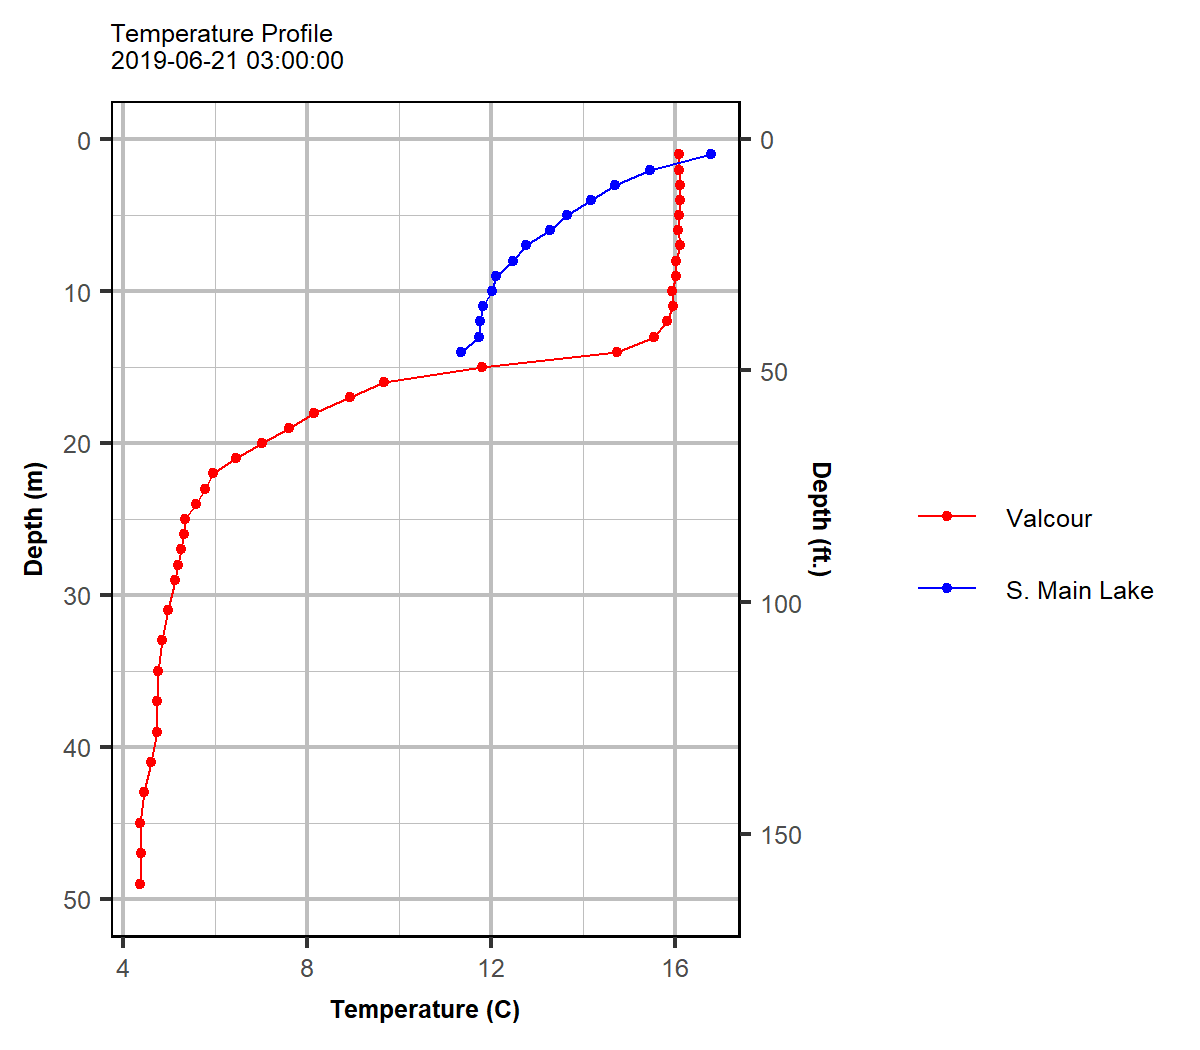 Temperature Profile
2019-06-21 03:00:00
0
10
20
30
40
50
Depth (m)
0
50
100
150
Depth (ft.)
4 8 12 16
Temperature (C)
Valcour
S. Main Lake